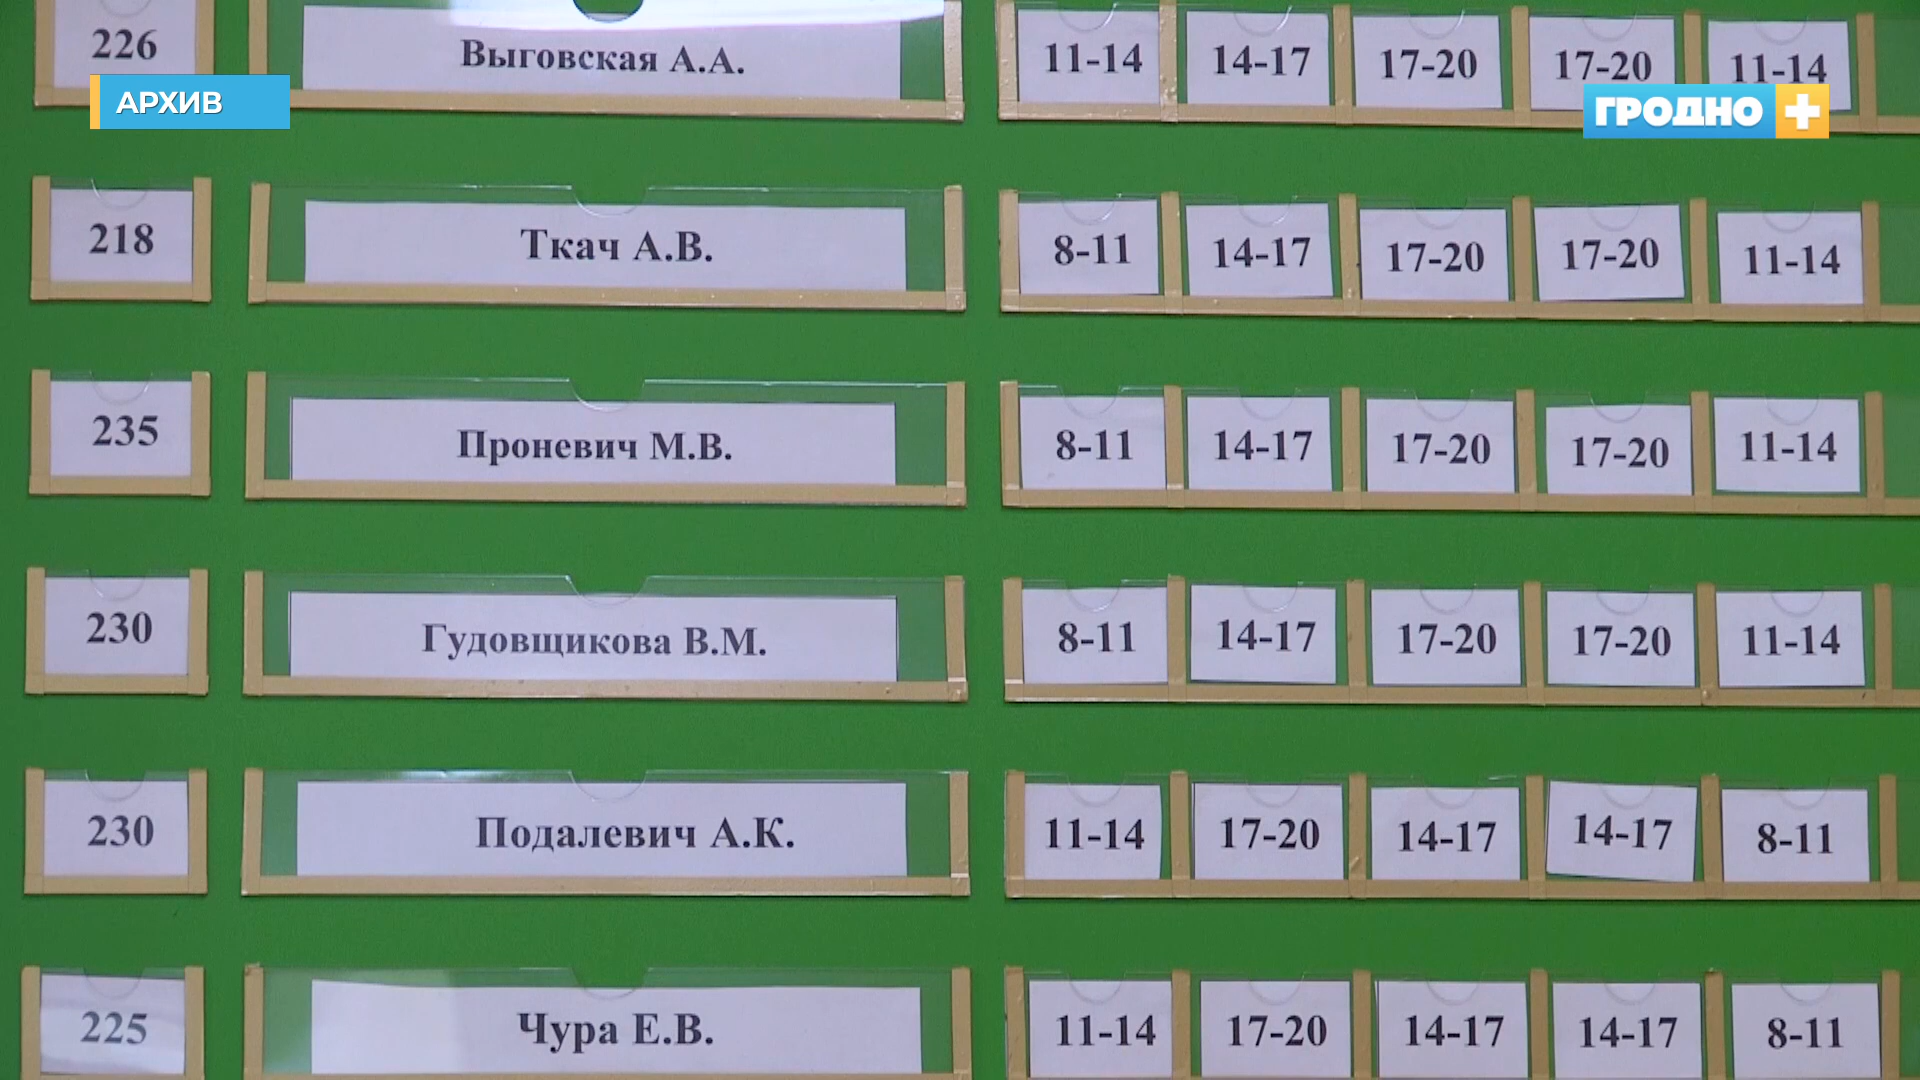 226 Выговская А.А. 11-14 14-17 17-20 17-20 11-14
АРХИВ
ГРОДНО +
218 Ткач А.В. 8-11 14-17 17-20 17-20 11-14
235 Проневич М.В. 8-11 14-17 17-20 17-20 11-14
230 Гудовщикова В.М. 8-11 14-17 17-20 17-20 11-14
230 Подалевич А.К. 11-14 17-20 14-17 14-17 8-11
225 Чура Е.В. 11-14 17-20 14-17 14-17 8-11